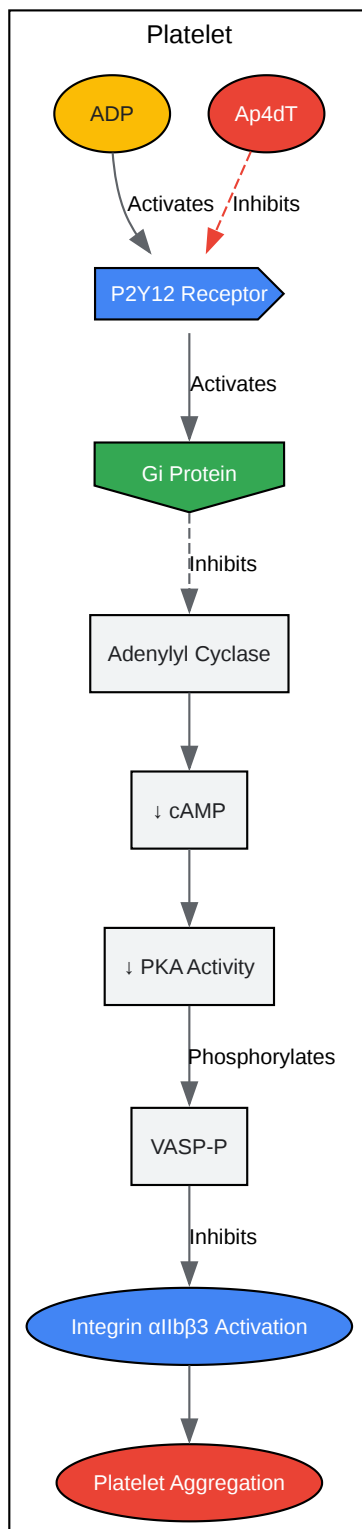 Platelet
ADP
Ap4dT
Activates
Inhibits
P2Y12 Receptor
Activates
Gi Protein
Inhibits
Adenylyl Cyclase
↓ cAMP
↓ PKA Activity
Phosphorylates
VASP-P
Inhibits
Integrin αIIbβ3 Activation
Platelet Aggregation